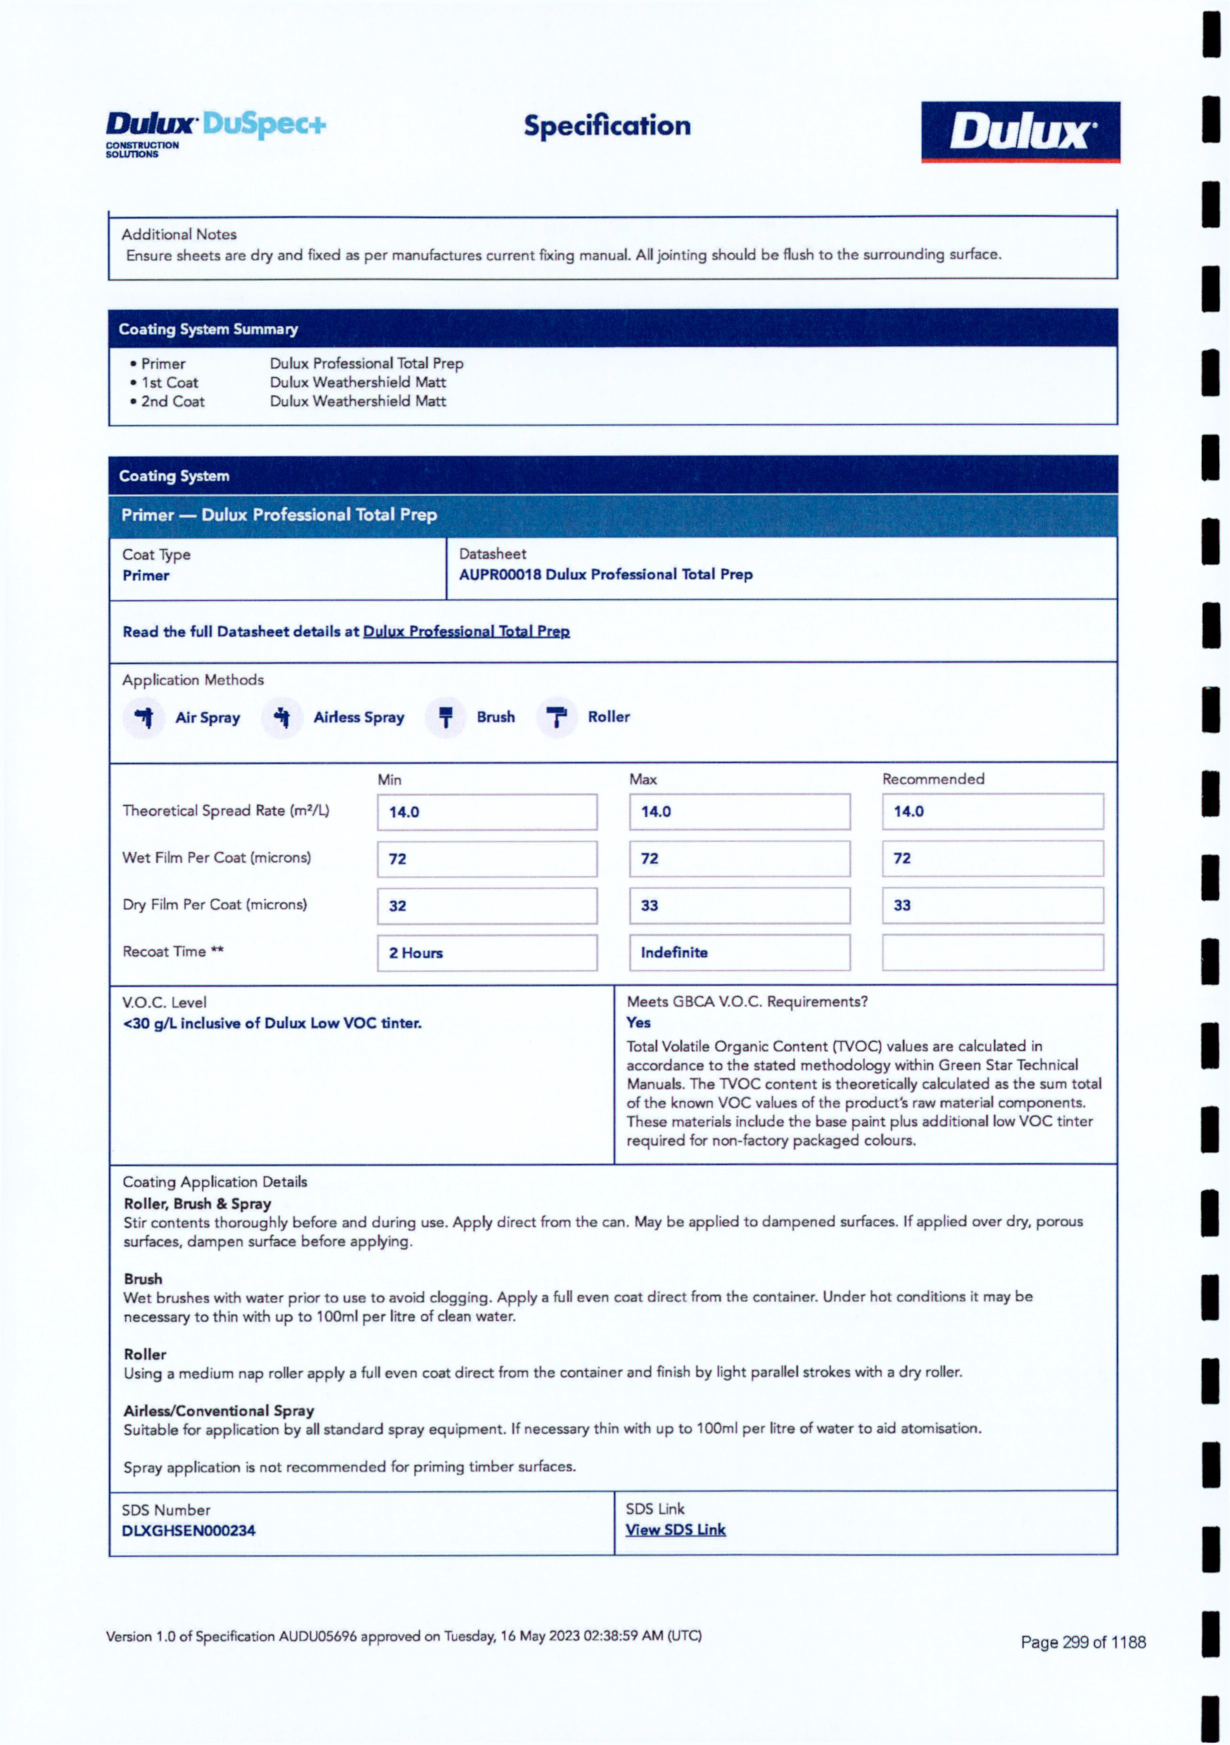 Dulux DuSpec+
CONSTRUCTION
SOLUTIONS
Specification
Dulux
Additional Notes
Ensure sheets are dry and fixed as per manufactures current fixing manual. All jointing should be flush to the surrounding surface.
Coating System Summary
• Primer Dulux Professional Total Prep
• 1st Coat Dulux Weathershield Matt
• 2nd Coat Dulux Weathershield Matt
Coating System
Primer — Dulux Professional Total Prep
Coat Type
Primer
Datasheet
AUPR00018 Dulux Professional Total Prep
Read the full Datasheet details at Dulux Professional Total Prep
Application Methods
Air Spray Airless Spray Brush Roller
Min Max Recommended
Theoretical Spread Rate (m²/L) 14.0 14.0 14.0
Wet Film Per Coat (microns) 72 72 72
Dry Film Per Coat (microns) 32 33 33
Recoat Time ** 2 Hours Indefinite
V.O.C. Level
<30 g/L inclusive of Dulux Low VOC tinter.
Meets GBCA V.O.C. Requirements?
Yes
Total Volatile Organic Content (TVOC) values are calculated in
accordance to the stated methodology within Green Star Technical
Manuals. The TVOC content is theoretically calculated as the sum total
of the known VOC values of the product's raw material components.
These materials include the base paint plus additional low VOC tinter
required for non-factory packaged colours.
Coating Application Details
Roller, Brush & Spray
Stir contents thoroughly before and during use. Apply direct from the can. May be applied to dampened surfaces. If applied over dry, porous
surfaces, dampen surface before applying.
Brush
Wet brushes with water prior to use to avoid clogging. Apply a full even coat direct from the container. Under hot conditions it may be
necessary to thin with up to 100ml per litre of clean water.
Roller
Using a medium nap roller apply a full even coat direct from the container and finish by light parallel strokes with a dry roller.
Airless/Conventional Spray
Suitable for application by all standard spray equipment. If necessary thin with up to 100ml per litre of water to aid atomisation.
Spray application is not recommended for priming timber surfaces.
SDS Number
DLXGHSEN000234
SDS Link
View SDS Link
Version 1.0 of Specification AUDU05696 approved on Tuesday, 16 May 2023 02:38:59 AM (UTC)
Page 299 of 1188